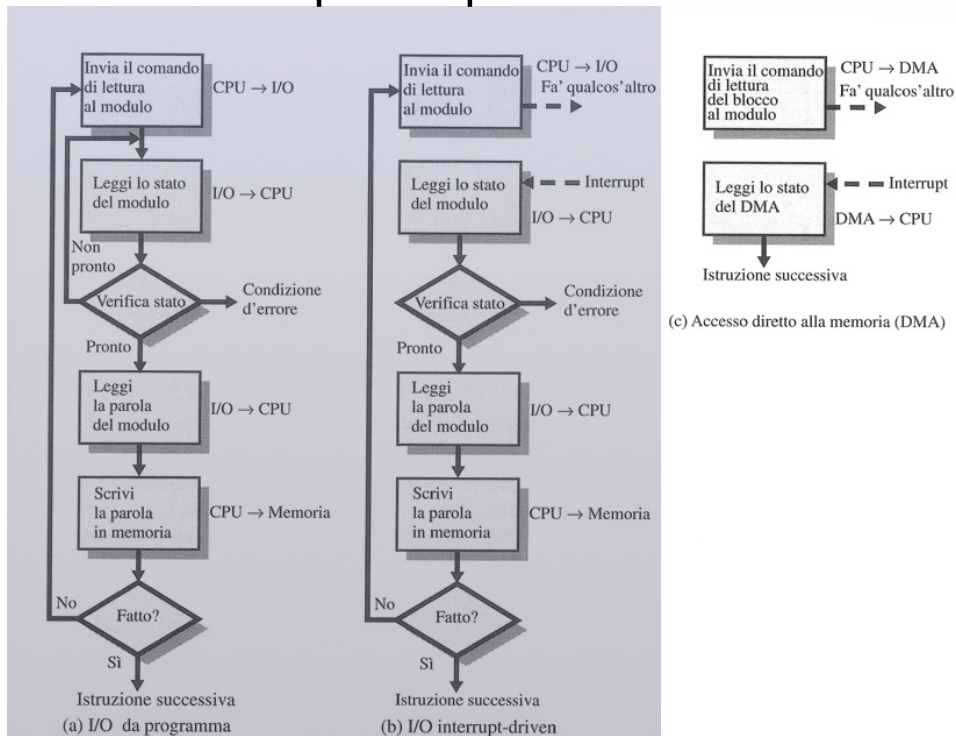 Invia il comando
di lettura
al modulo
CPU → I/O
Leggi lo stato
del modulo
I/O → CPU
Non
pronto
Verifica stato
Condizione
d'errore
Pronto
Leggi
la parola
del modulo
I/O → CPU
Scrivi
la parola
in memoria
CPU → Memoria
No
Fatto?
Sì
Istruzione successiva
(a) I/O da programma
Invia il comando
di lettura
al modulo
CPU → I/O
Fa' qualcos'altro
Leggi lo stato
del modulo
Interrupt
I/O → CPU
Verifica stato
Condizione
d'errore
Pronto
Leggi
la parola
del modulo
I/O → CPU
Scrivi
la parola
in memoria
CPU → Memoria
No
Fatto?
Sì
Istruzione successiva
(b) I/O interrupt-driven
Invia il comando
di lettura
del blocco
al modulo
CPU → DMA
Fa' qualcos'altro
Leggi lo stato
del DMA
Interrupt
DMA → CPU
Istruzione successiva
(c) Accesso diretto alla memoria (DMA)